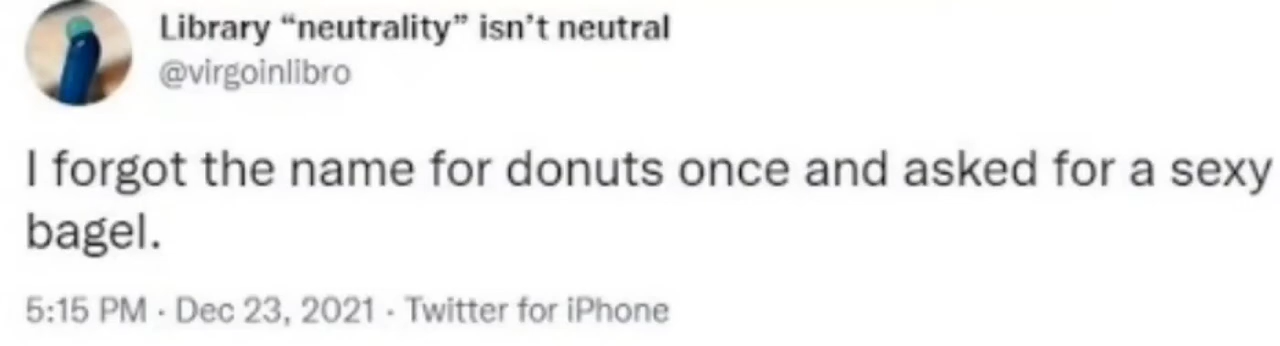 Library “neutrality” isn’t neutral
@virgoinlibro
I forgot the name for donuts once and asked for a sexy
bagel.
5:15 PM · Dec 23, 2021 · Twitter for iPhone